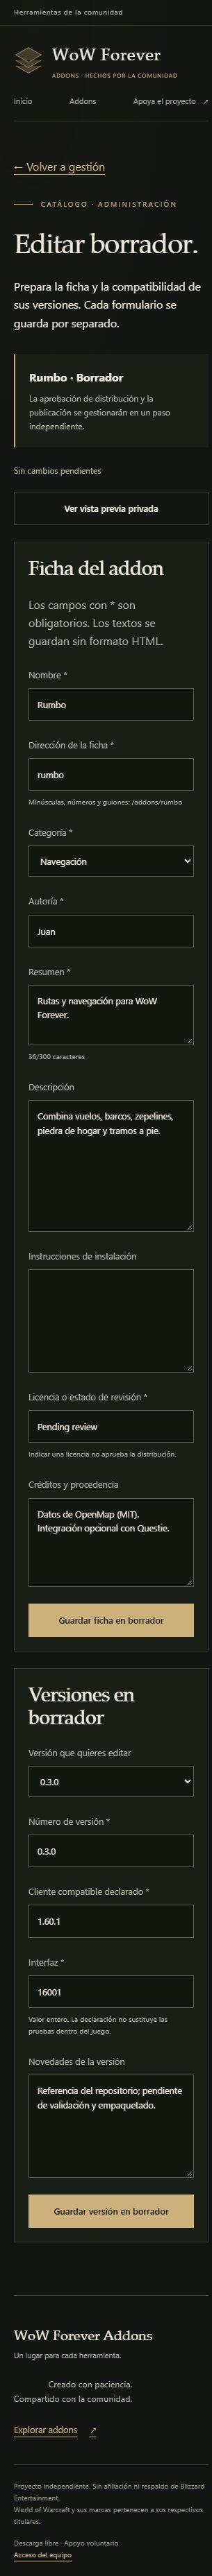 Herramientas de la comunidad
WoW Forever
ADDONS · HECHOS POR LA COMUNIDAD
Inicio
Addons
Apoya el proyecto ↗
← Volver a gestión
CATÁLOGO · ADMINISTRACIÓN
Editar borrador.
Prepara la ficha y la compatibilidad de
sus versiones. Cada formulario se
guarda por separado.
Rumbo · Borrador
La aprobación de distribución y la
publicación se gestionarán en un paso
independiente.
Sin cambios pendientes
Ver vista previa privada
Ficha del addon
Los campos con * son
obligatorios. Los textos se
guardan sin formato HTML.
Nombre *
Rumbo
Dirección de la ficha *
rumbo
Minúsculas, números y guiones: /addons/rumbo
Categoría *
Navegación
Autoría *
Juan
Resumen *
Rutas y navegación para WoW
Forever.
36/300 caracteres
Descripción
Combina vuelos, barcos, zepelines,
piedra de hogar y tramos a pie.
Instrucciones de instalación
Licencia o estado de revisión *
Pending review
Indicar una licencia no aprueba la distribución.
Créditos y procedencia
Datos de OpenMap (MIT).
Integración opcional con Questie.
Guardar ficha en borrador
Versiones en
borrador
Versión que quieres editar
0.3.0
Número de versión *
0.3.0
Cliente compatible declarado *
1.60.1
Interfaz *
16001
Valor entero. La declaración no sustituye las
pruebas dentro del juego.
Novedades de la versión
Referencia del repositorio; pendiente
de validación y empaquetado.
Guardar versión en borrador
WoW Forever Addons
Un lugar para cada herramienta.
Creado con paciencia.
Compartido con la comunidad.
Explorar addons ↗
Proyecto independiente. Sin afiliación ni respaldo de Blizzard
Entertainment.
World of Warcraft y sus marcas pertenecen a sus respectivos
titulares.
Descarga libre · Apoyo voluntario
Acceso del equipo